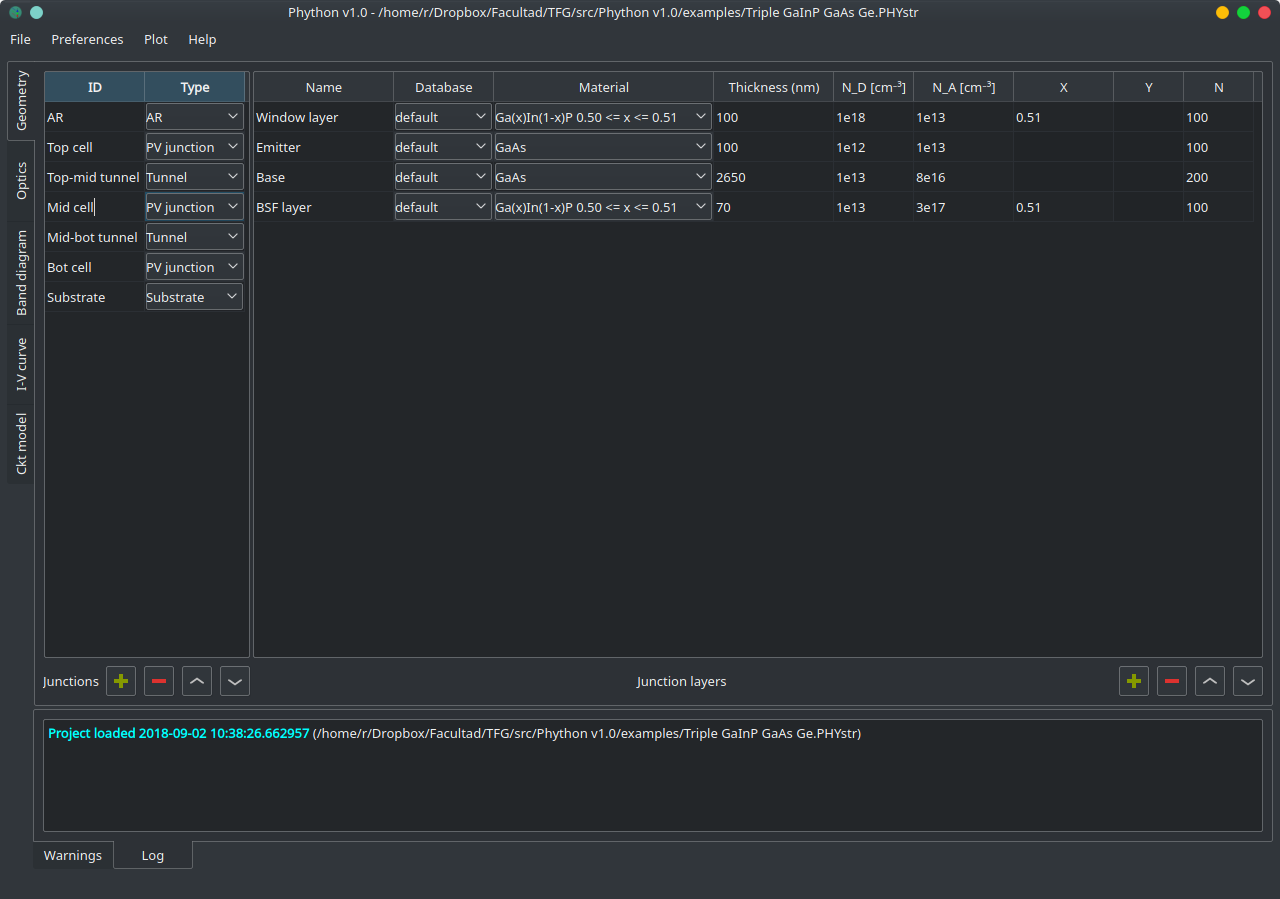 Phython v1.0 - /home/r/Dropbox/Facultad/TFG/src/Phython v1.0/examples/Triple GaInP GaAs Ge.PHYstr
File Preferences Plot Help
Geometry
Optics
Band diagram
I-V curve
Ckt model
ID Type
AR AR
Top cell PV junction
Top-mid tunnel Tunnel
Mid cell PV junction
Mid-bot tunnel Tunnel
Bot cell PV junction
Substrate Substrate
Name Database Material Thickness (nm) N_D [cm⁻³] N_A [cm⁻³] X Y N
Window layer default Ga(x)In(1-x)P 0.50 <= x <= 0.51 100 1e18 1e13 0.51 100
Emitter default GaAs 100 1e12 1e13 100
Base default GaAs 2650 1e13 8e16 200
BSF layer default Ga(x)In(1-x)P 0.50 <= x <= 0.51 70 1e13 3e17 0.51 100
Junctions
Junction layers
Project loaded 2018-09-02 10:38:26.662957 (/home/r/Dropbox/Facultad/TFG/src/Phython v1.0/examples/Triple GaInP GaAs Ge.PHYstr)
Warnings Log